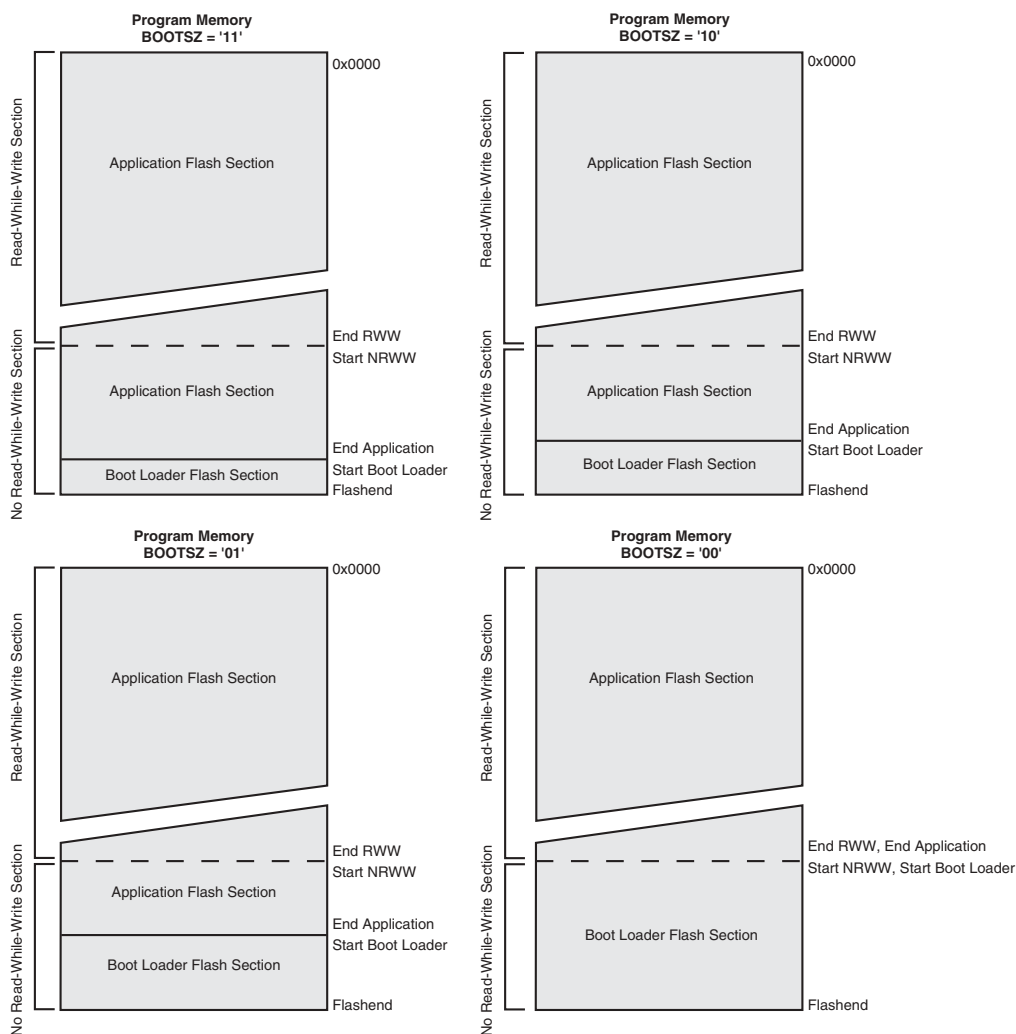 Program Memory
BOOTSZ = '11'
0x0000
Read-While-Write Section
Application Flash Section
End RWW
Start NRWW
No Read-While-Write Section
Application Flash Section
End Application
Start Boot Loader
Boot Loader Flash Section
Flashend
Program Memory
BOOTSZ = '10'
0x0000
Read-While-Write Section
Application Flash Section
End RWW
Start NRWW
No Read-While-Write Section
Application Flash Section
End Application
Start Boot Loader
Boot Loader Flash Section
Flashend
Program Memory
BOOTSZ = '01'
0x0000
Read-While-Write Section
Application Flash Section
End RWW
Start NRWW
No Read-While-Write Section
Application Flash Section
End Application
Start Boot Loader
Boot Loader Flash Section
Flashend
Program Memory
BOOTSZ = '00'
0x0000
Read-While-Write Section
Application Flash Section
End RWW, End Application
Start NRWW, Start Boot Loader
No Read-While-Write Section
Boot Loader Flash Section
Flashend